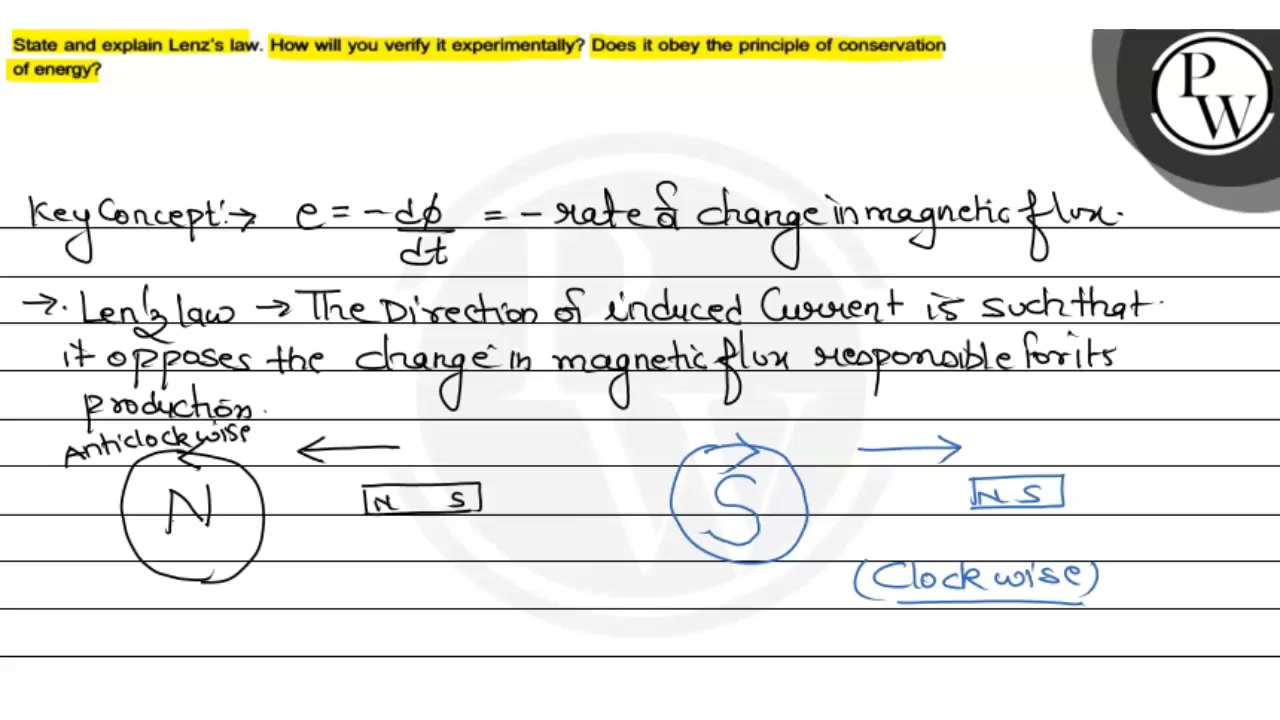 State and explain Lenz's law. How will you verify it experimentally? Does it obey the principle of conservation
of energy?
P
W
Key Concept:→ e = -dφ/dt = - rate of change in magnetic flux.
→. Lenz's law → The Direction of induced Current is such that
it opposes the change in magnetic flux responsible for its
production.
Anticlockwise
N
N S
S
N S
(Clockwise)